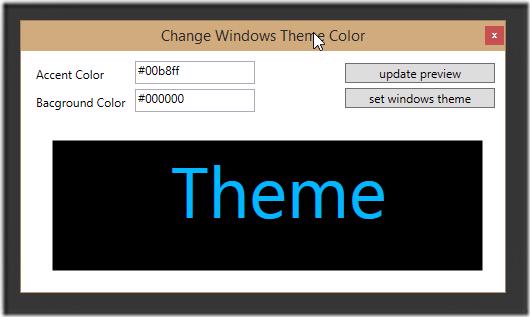 Change Windows Theme Color
x
Accent Color
#00b8ff
update preview
Bacground Color
#000000
set windows theme
Theme